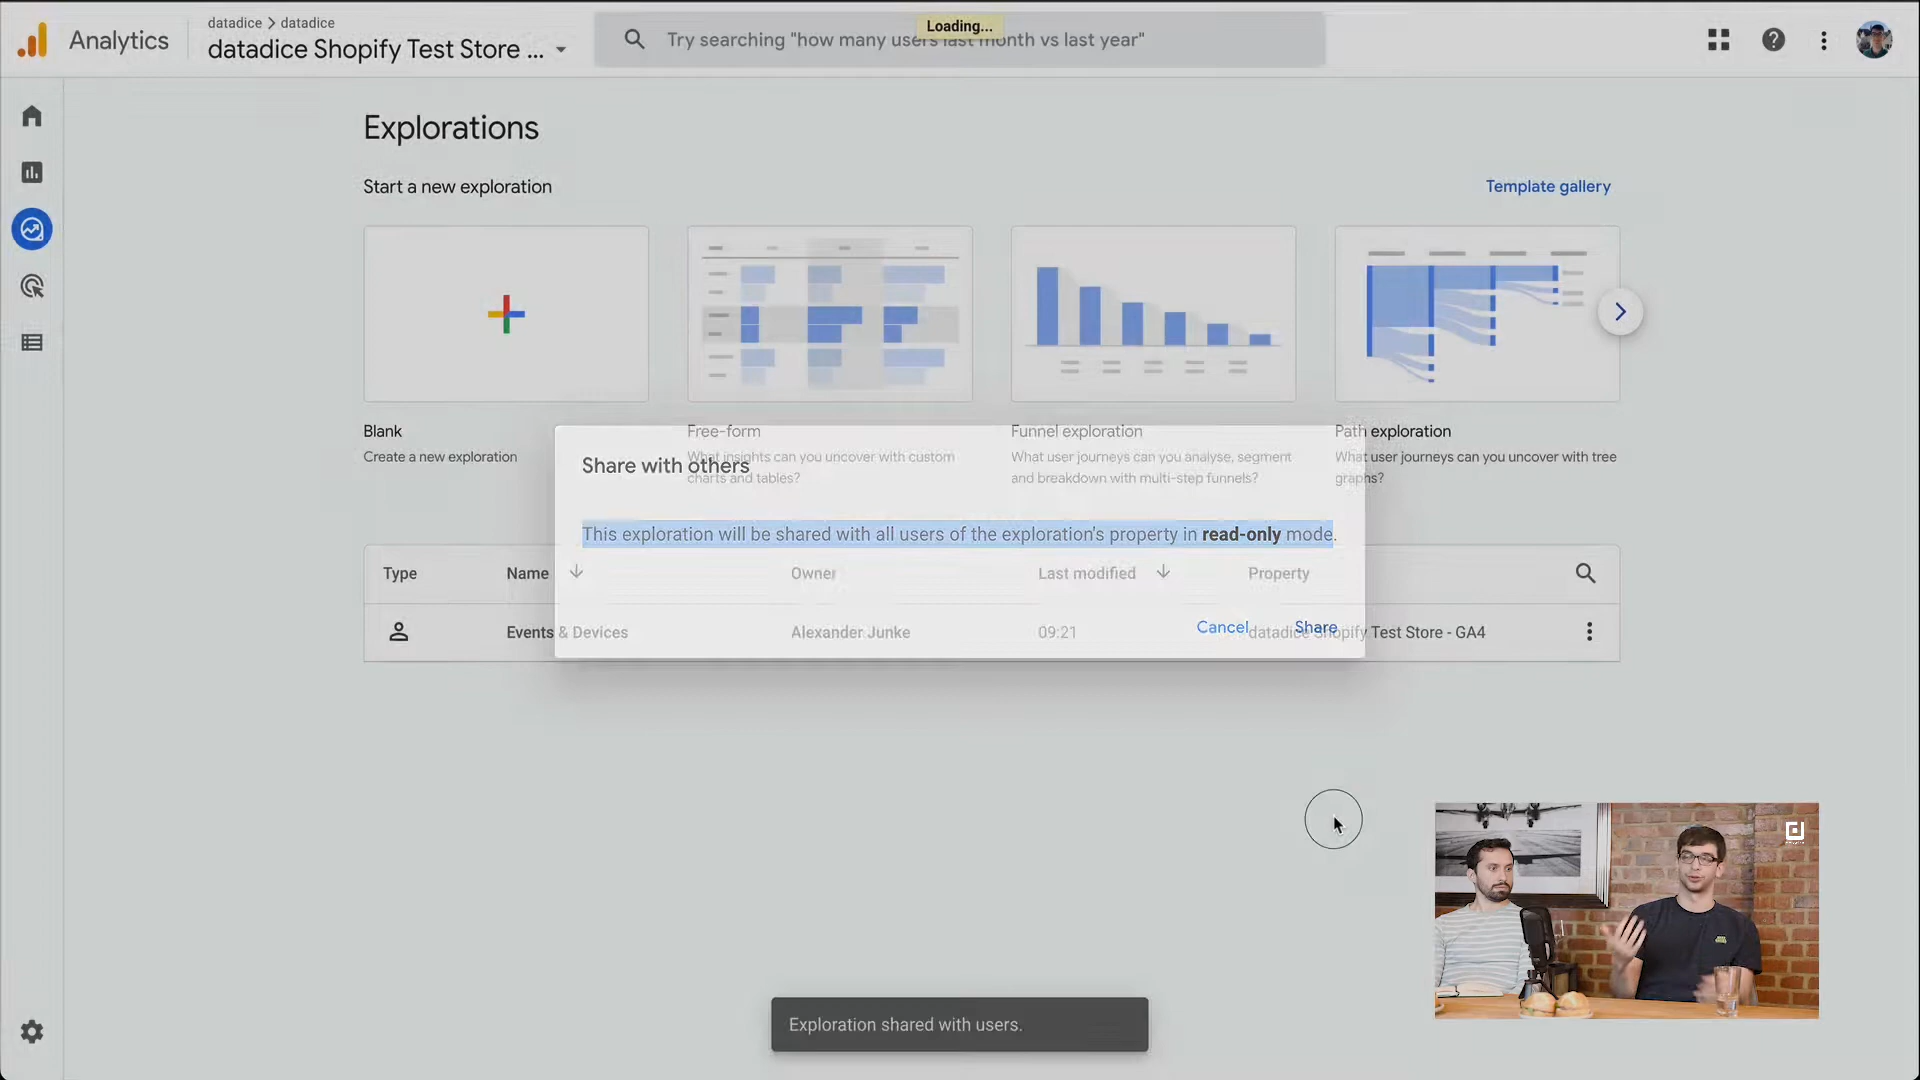 datadice > datadice
Analytics
datadice Shopify Test Store ...
Try searching "how many users last month vs last year"
Loading...
Explorations
Start a new exploration
Template gallery
Blank
Create a new exploration
Free-form
What insights can you uncover with custom
charts and tables?
Funnel exploration
What user journeys can you analyse, segment
and breakdown with multi-step funnels?
Path exploration
What user journeys can you uncover with tree
graphs?
Share with others
This exploration will be shared with all users of the exploration's property in read-only mode.
Cancel
Share
Type
Name
Owner
Last modified
Property
Events & Devices
Alexander Junke
09:21
datadice Shopify Test Store - GA4
Exploration shared with users.